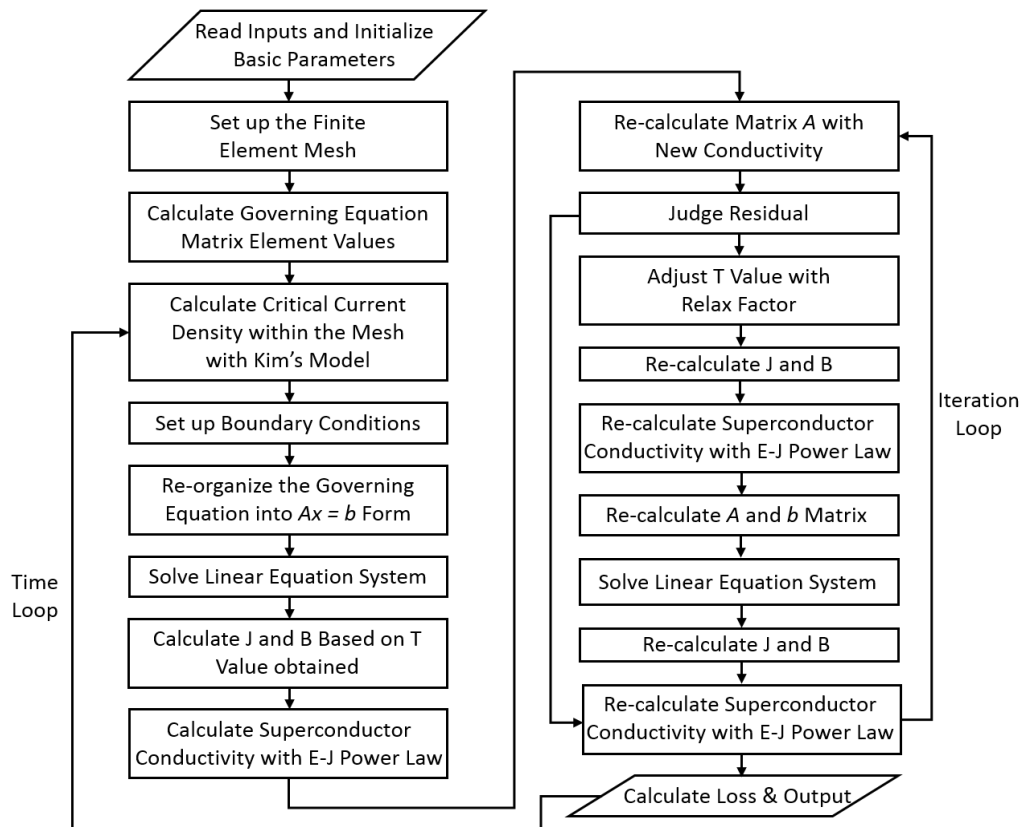 Read Inputs and Initialize
Basic Parameters
Set up the Finite
Element Mesh
Calculate Governing Equation
Matrix Element Values
Calculate Critical Current
Density within the Mesh
with Kim's Model
Set up Boundary Conditions
Re-organize the Governing
Equation into Ax = b Form
Solve Linear Equation System
Calculate J and B Based on T
Value obtained
Calculate Superconductor
Conductivity with E-J Power Law
Time
Loop
Re-calculate Matrix A with
New Conductivity
Judge Residual
Adjust T Value with
Relax Factor
Re-calculate J and B
Re-calculate Superconductor
Conductivity with E-J Power Law
Re-calculate A and b Matrix
Solve Linear Equation System
Re-calculate J and B
Re-calculate Superconductor
Conductivity with E-J Power Law
Calculate Loss & Output
Iteration
Loop